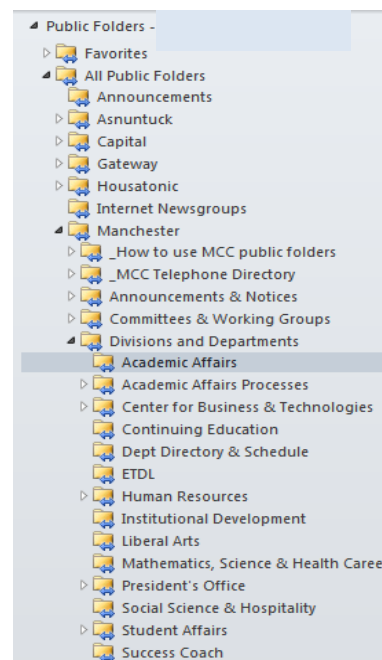 Public Folders -
Favorites
All Public Folders
Announcements
Asnuntuck
Capital
Gateway
Housatonic
Internet Newsgroups
Manchester
_How to use MCC public folders
_MCC Telephone Directory
Announcements & Notices
Committees & Working Groups
Divisions and Departments
Academic Affairs
Academic Affairs Processes
Center for Business & Technologies
Continuing Education
Dept Directory & Schedule
ETDL
Human Resources
Institutional Development
Liberal Arts
Mathematics, Science & Health Caree
President's Office
Social Science & Hospitality
Student Affairs
Success Coach